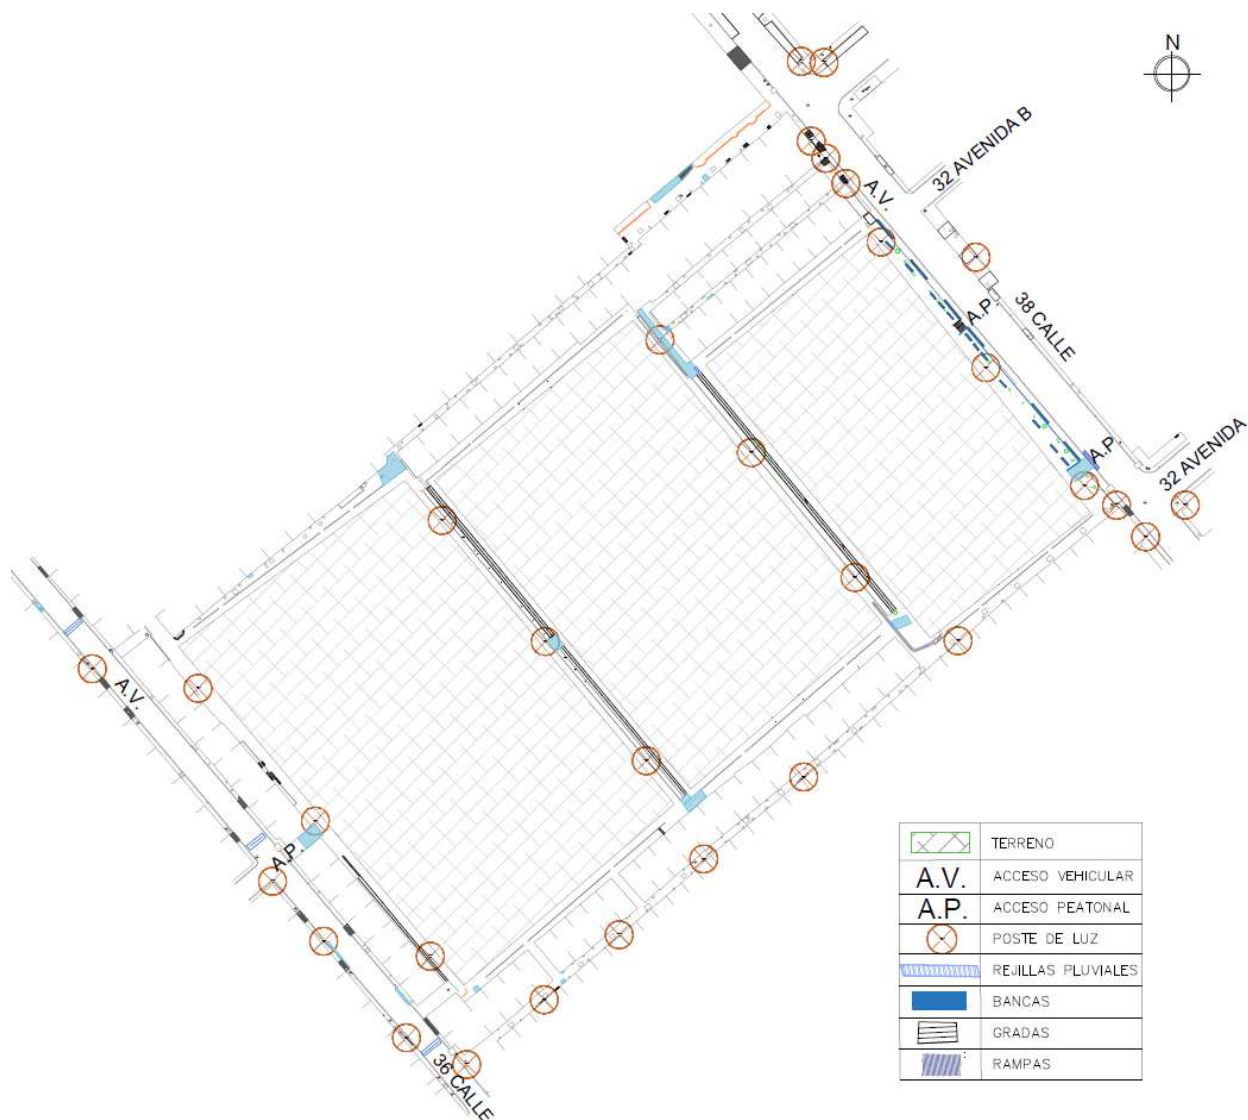 N
32 AVENIDA B
A.V.
38 CALLE
A.P
A.P
32 AVENIDA
A.V.
A.P
36 CALLE
TERRENO
A.V. ACCESO VEHICULAR
A.P. ACCESO PEATONAL
POSTE DE LUZ
REJILLAS PLUVIALES
BANCAS
GRADAS
RAMPAS